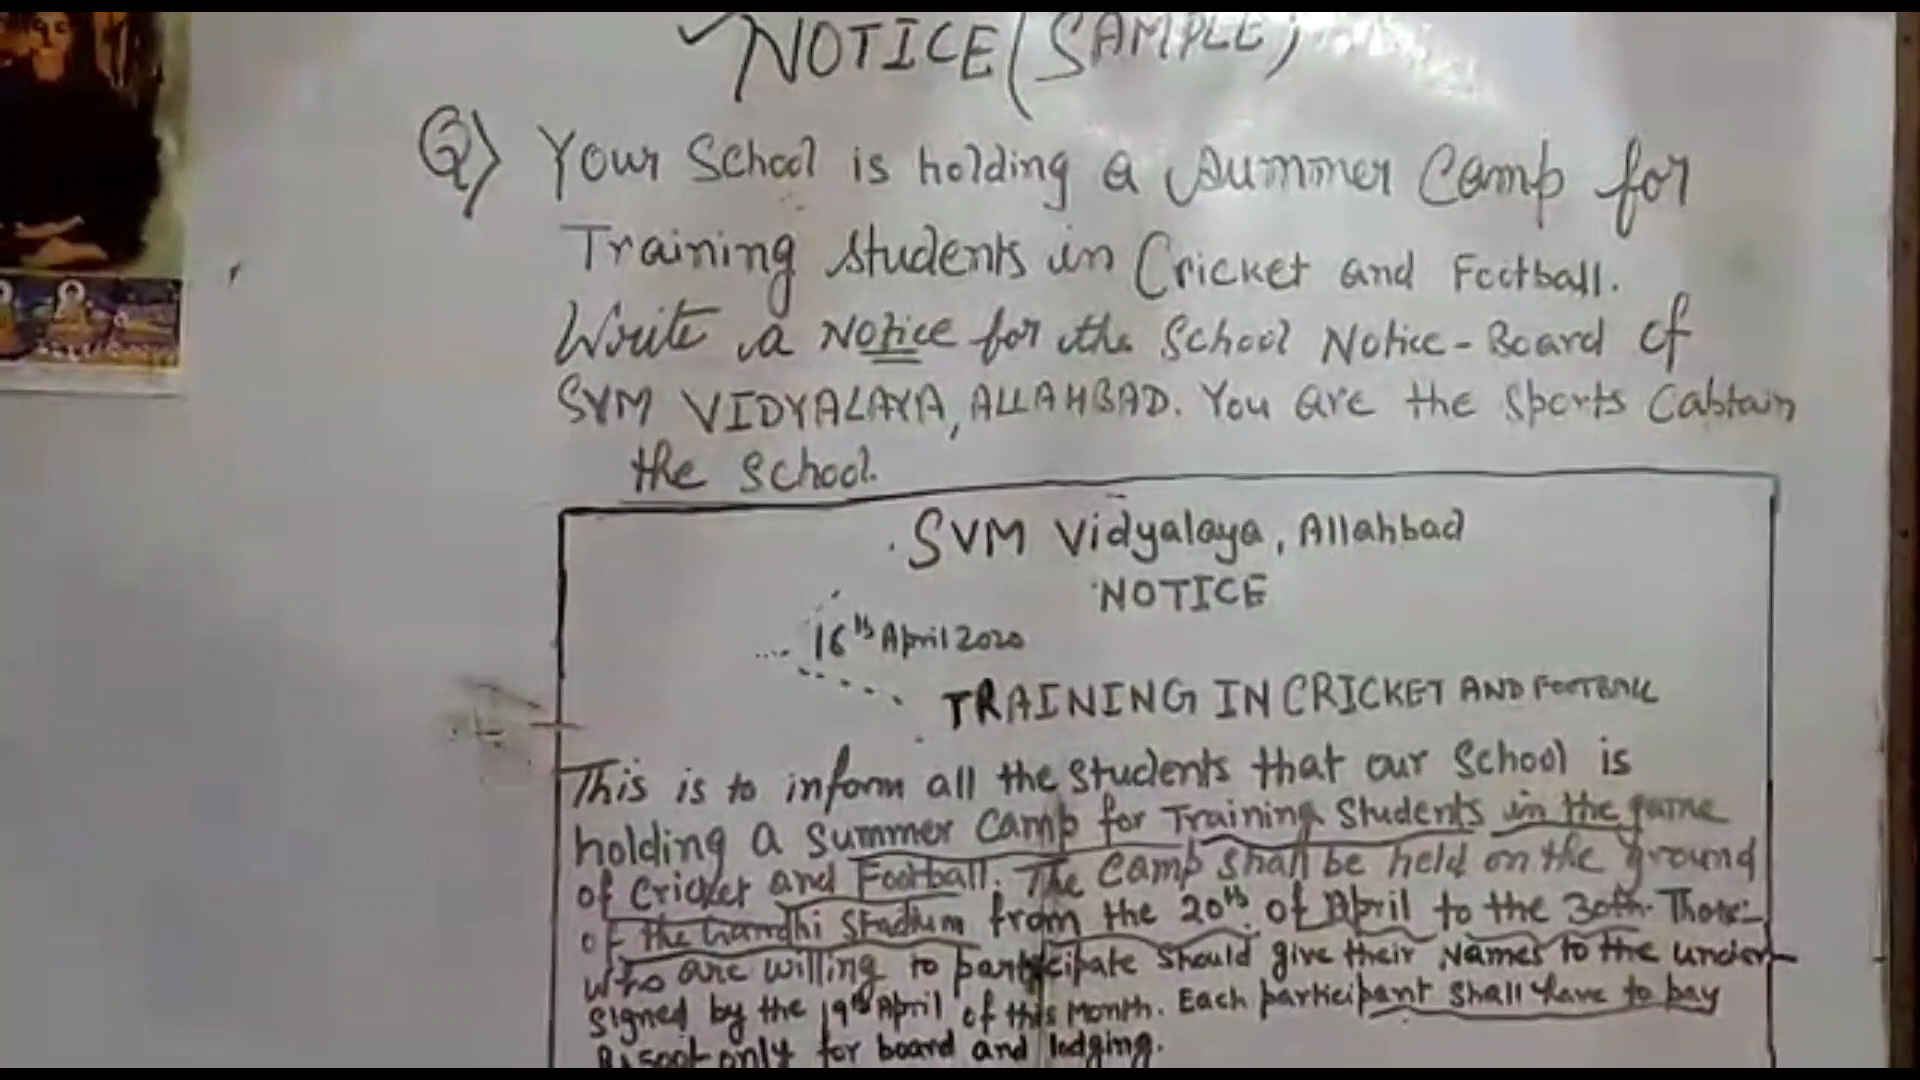 NOTICE (SAMPLE)
Q) Your School is holding a Summer Camp for
Training students in Cricket and Football.
Write a Notice for the School Notice-Board of
SVM VIDYALAYA, ALLAHBAD. You are the Sports Captain
the School.
SVM Vidyalaya, Allahbad
NOTICE
16th April 2020
TRAINING IN CRICKET AND FOOTBALL
This is to inform all the students that our School is
holding a Summer Camp for Training Students in the game
of Cricket and Football. The Camp shall be held on the ground
of the Gandhi Stadium from the 20th of April to the 30th. Those
who are willing to participate should give their Names to the under-
signed by the 19th April of this Month. Each participant shall have to pay
only for board and lodging.